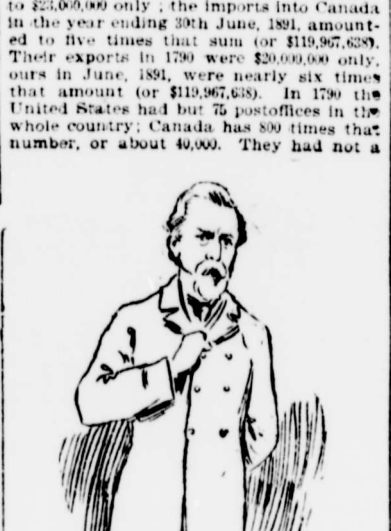 to $23,000,000 only ; the imports into Canada
in the year ending 30th June, 1891, amount-
ed to five times that sum (or $119,967,638).
Their exports in 1790 were $20,000,000 only.
ours in June, 1891, were nearly six times
that amount (or $119,967,638). In 1790 the
United States had but 75 postoffices in the
whole country; Canada has 800 times that
number, or about 40,000. They had not a